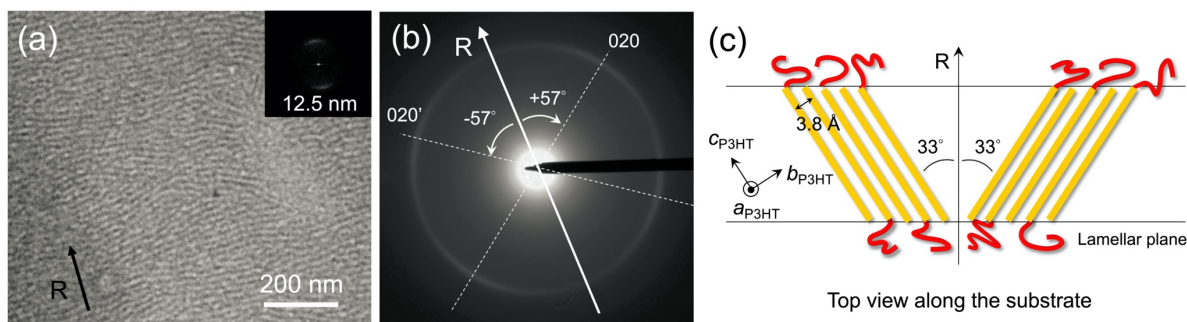 (a)
12.5 nm
R
200 nm
(b)
R
020
+57°
-57°
020'
(c)
R
3.8 Å
33° 33°
cP3HT
bP3HT
aP3HT
Lamellar plane
Top view along the substrate